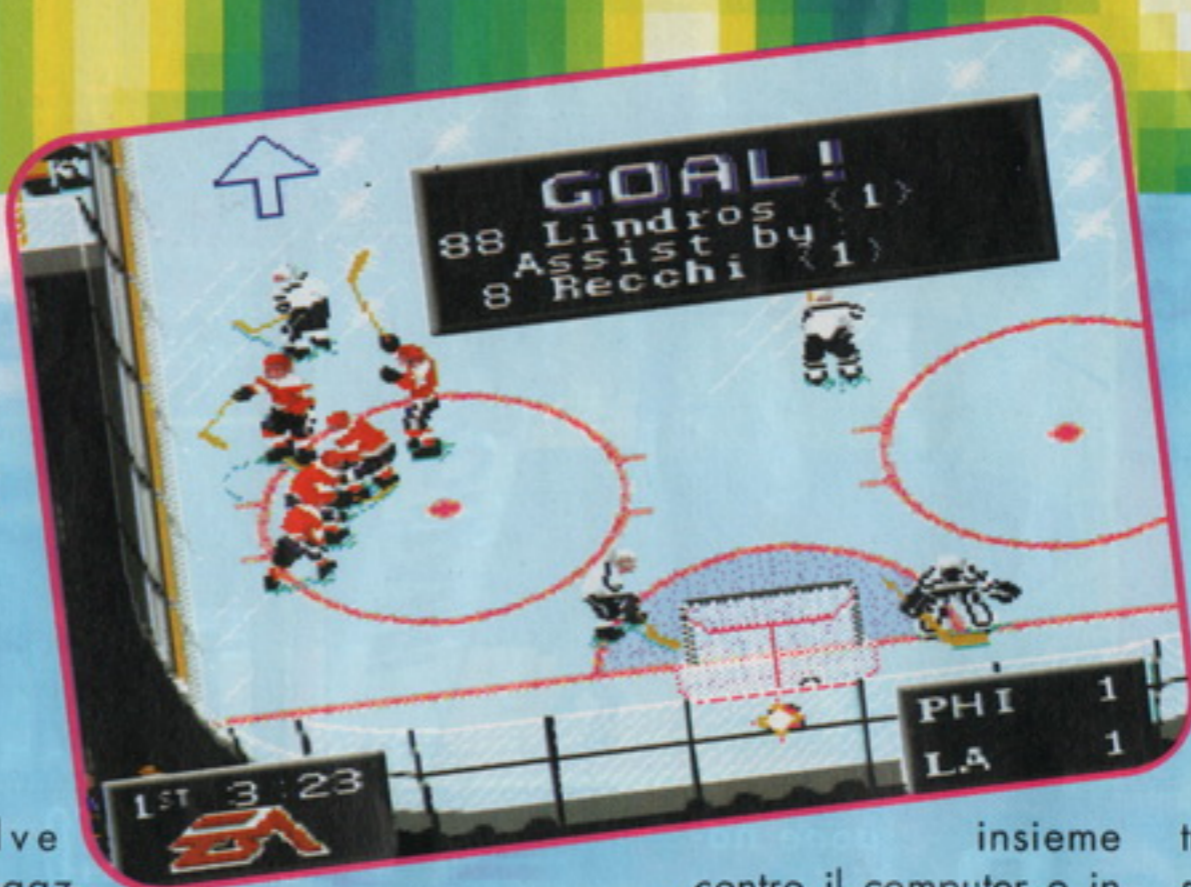 GOAL!
88 Lindros (1)
Assist by
8 Recchi (1)
PHI 1
LA 1
1ST 3:23
EA
insieme
contro il computer o in